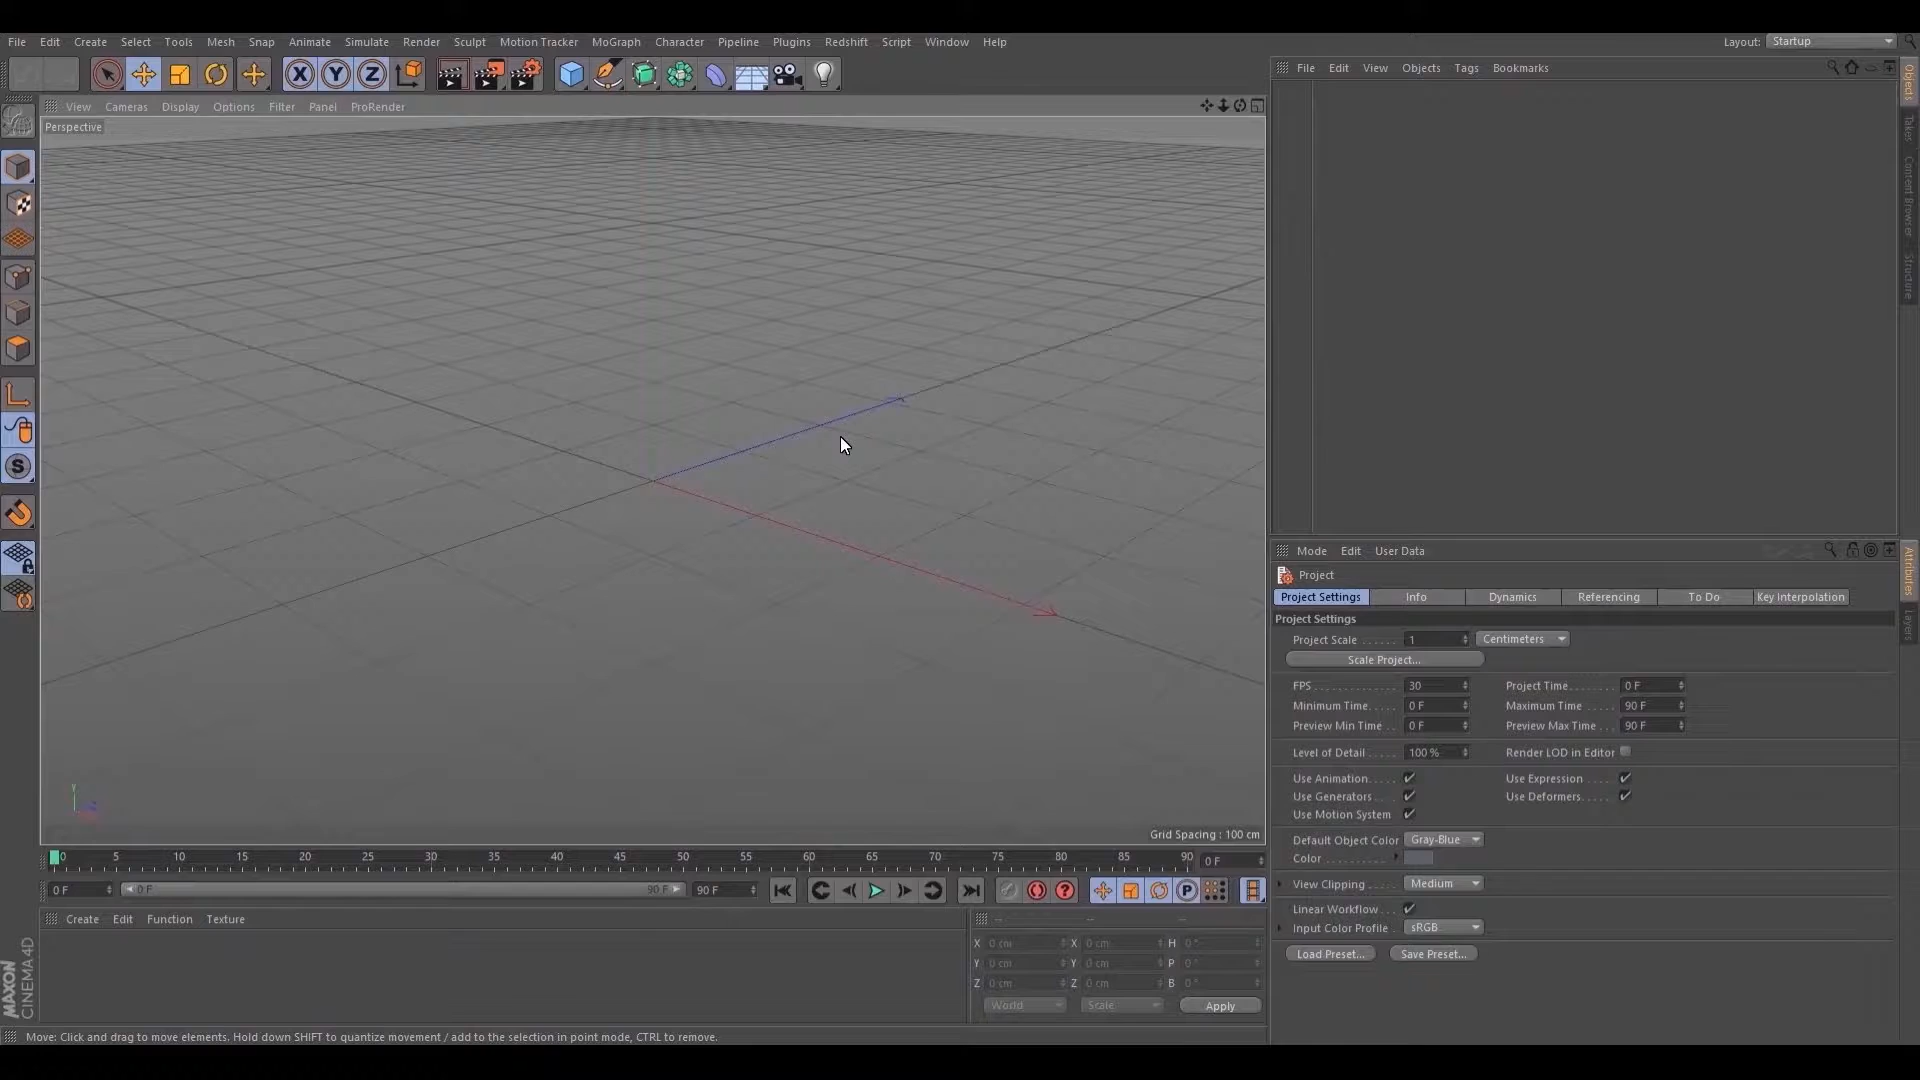 File Edit Create Select Tools Mesh Snap Animate Simulate Render Sculpt Motion Tracker MoGraph Character Pipeline Plugins Redshift Script Window Help Layout: Startup
X Y Z
File Edit View Objects Tags Bookmarks
View Cameras Display Options Filter Panel ProRender
Perspective
S
Grid Spacing : 100 cm
0 5 10 15 20 25 30 35 40 45 50 55 60 65 70 75 80 85 90 0 F
0 F 0 F 90 F 90 F P
Create Edit Function Texture
-- -- --
X 0 cm X 0 cm H 0 °
Y 0 cm Y 0 cm P 0 °
Z 0 cm Z 0 cm B 0 °
World Scale Apply
MAXON
CINEMA 4D
Move: Click and drag to move elements. Hold down SHIFT to quantize movement / add to the selection in point mode, CTRL to remove.
Mode Edit User Data
Project
Project Settings Info Dynamics Referencing To Do Key Interpolation
Project Settings
Project Scale 1 Centimeters
Scale Project...
FPS 30 Project Time 0 F
Minimum Time 0 F Maximum Time 90 F
Preview Min Time 0 F Preview Max Time 90 F
Level of Detail 100 % Render LOD in Editor
Use Animation Use Expression
Use Generators Use Deformers
Use Motion System
Default Object Color Gray-Blue
Color
View Clipping Medium
Linear Workflow
Input Color Profile sRGB
Load Preset... Save Preset...
Objects
Takes
Content Browser
Structure
Attributes
Layers